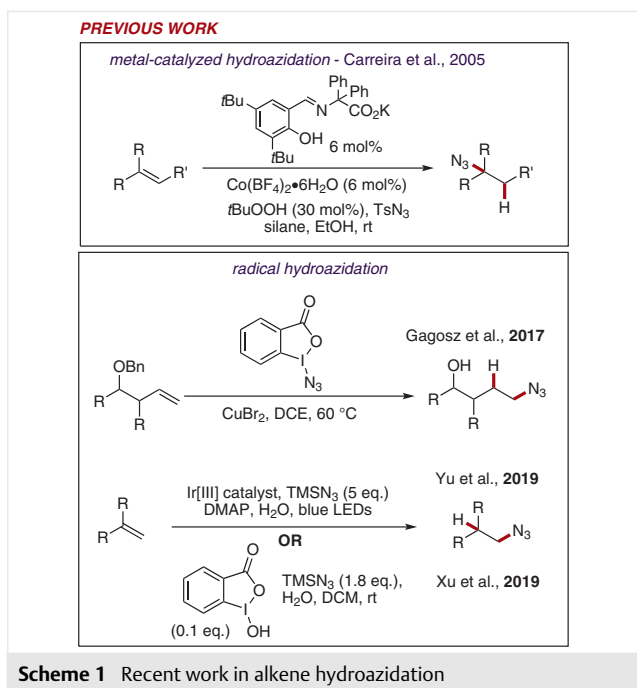 PREVIOUS WORK
metal-catalyzed hydroazidation - Carreira et al., 2005
Ph
tBu Ph
N CO2K
OH
tBu 6 mol%
R
R R'
Co(BF4)2•6H2O (6 mol%)
tBuOOH (30 mol%), TsN3
silane, EtOH, rt
N3 R
R R'
H
radical hydroazidation
O
O
I
N3
Gagosz et al., 2017
OBn
R
R
CuBr2, DCE, 60 °C
OH H
R N3
R
Ir[III] catalyst, TMSN3 (5 eq.)
DMAP, H2O, blue LEDs
Yu et al., 2019
R
R
OR
H R
R N3
O
O
I
OH
(0.1 eq.)
TMSN3 (1.8 eq.),
H2O, DCM, rt
Xu et al., 2019
Scheme 1 Recent work in alkene hydroazidation